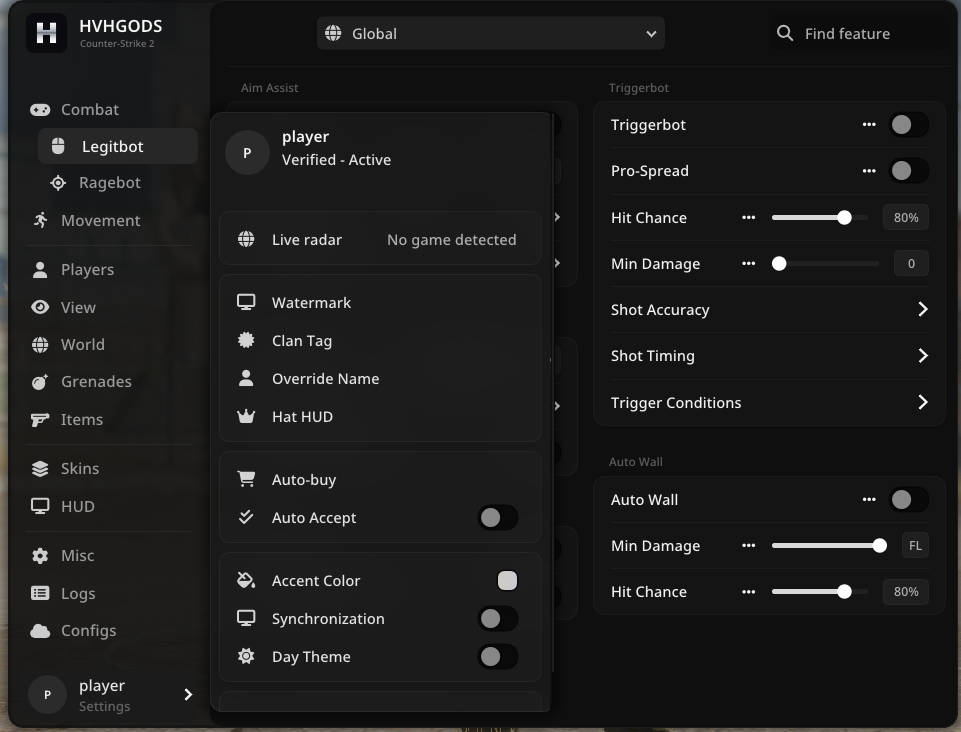 HVHGODS
Counter-Strike 2
Global
Find feature
Combat
Legitbot
Ragebot
Movement
Players
View
World
Grenades
Items
Skins
HUD
Misc
Logs
Configs
P
player
Settings
Aim Assist
P
player
Verified - Active
Live radar
No game detected
Watermark
Clan Tag
Override Name
Hat HUD
Auto-buy
Auto Accept
Accent Color
Synchronization
Day Theme
Triggerbot
Triggerbot
Pro-Spread
Hit Chance
80%
Min Damage
0
Shot Accuracy
Shot Timing
Trigger Conditions
Auto Wall
Auto Wall
Min Damage
FL
Hit Chance
80%